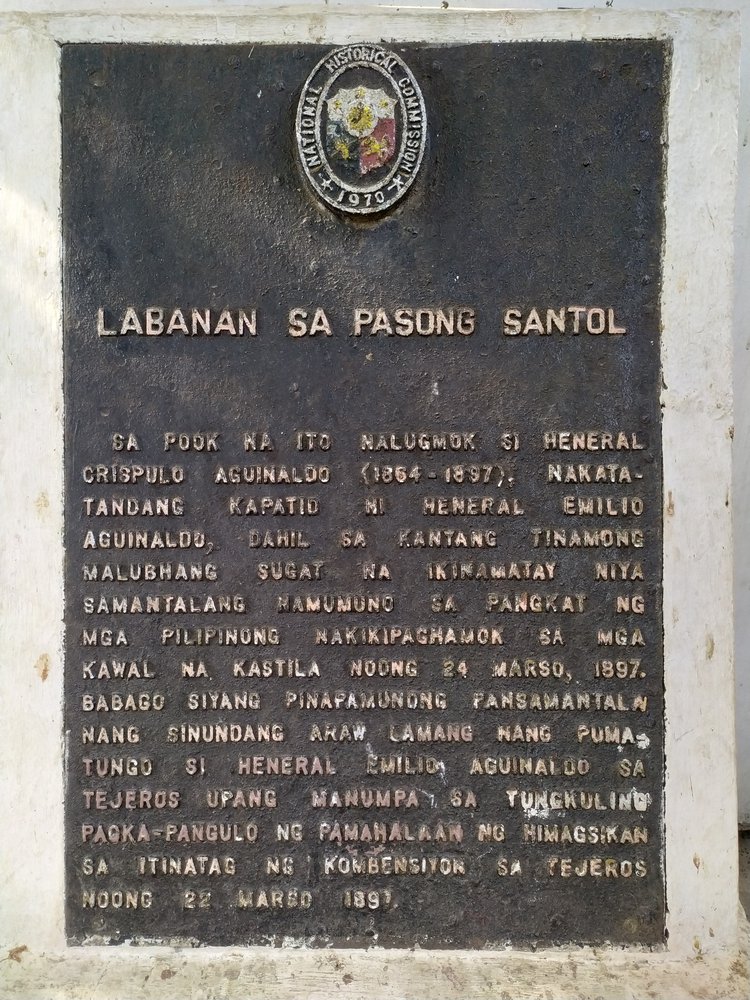 NATIONAL HISTORICAL COMMISSION
1970
LABANAN SA PASONG SANTOL
SA POOK NA ITO NALUGMOK SI HENERAL
CRISPULO AGUINALDO (1864-1897), NAKATA-
TANDANG KAPATID NI HENERAL EMILIO
AGUINALDO, DAHIL SA KANTANG TINAMONG
MALUBHANG SUGAT NA IKINAMATAY NIYA
SAMANTALANG NAMUMUNO SA PANGKAT NG
MGA PILIPINONG NAKIKIPAGHAMOK SA MGA
KAWAL NA KASTILA NOONG 24 MARSO, 1897.
BABAGO SIYANG PINAPAMUNONG PANSAMANTALA
NANG SINUNDANG ARAW LAMANG NANG PUMA-
TUNGO SI HENERAL EMILIO AGUINALDO SA
TEJEROS UPANG MANUMPA SA TUNGKULING
PAGKA-PANGULO NG PAMAHALAAN NG HIMAGSIKAN
SA ITINATAG NG KOMBENSIYON SA TEJEROS
NOONG 22 MARSO 1897.